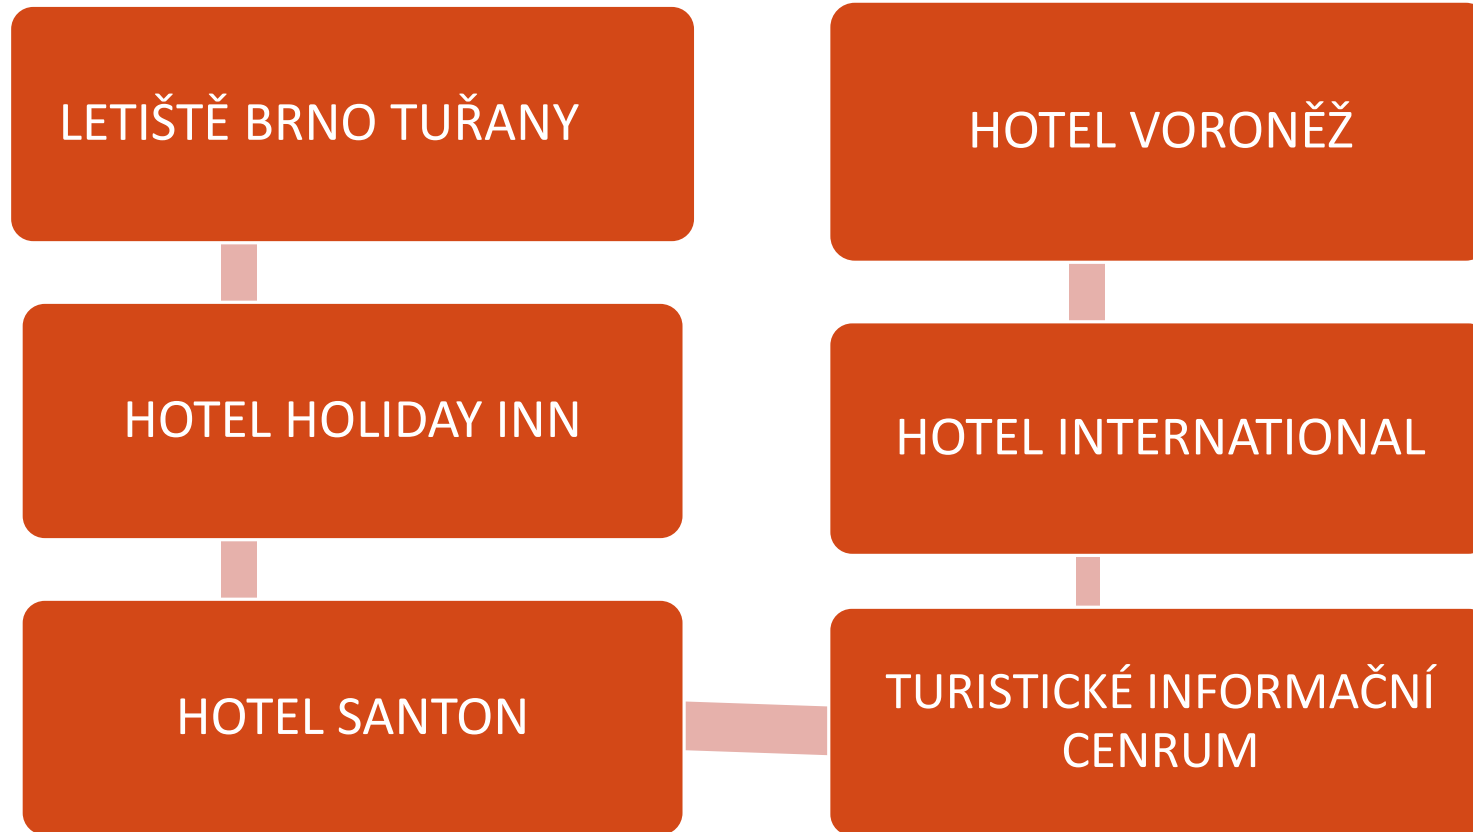 LETIŠTĚ BRNO TUŘANY
HOTEL HOLIDAY INN
HOTEL SANTON
TURISTICKÉ INFORMAČNÍ
CENRUM
HOTEL INTERNATIONAL
HOTEL VORONĚŽ